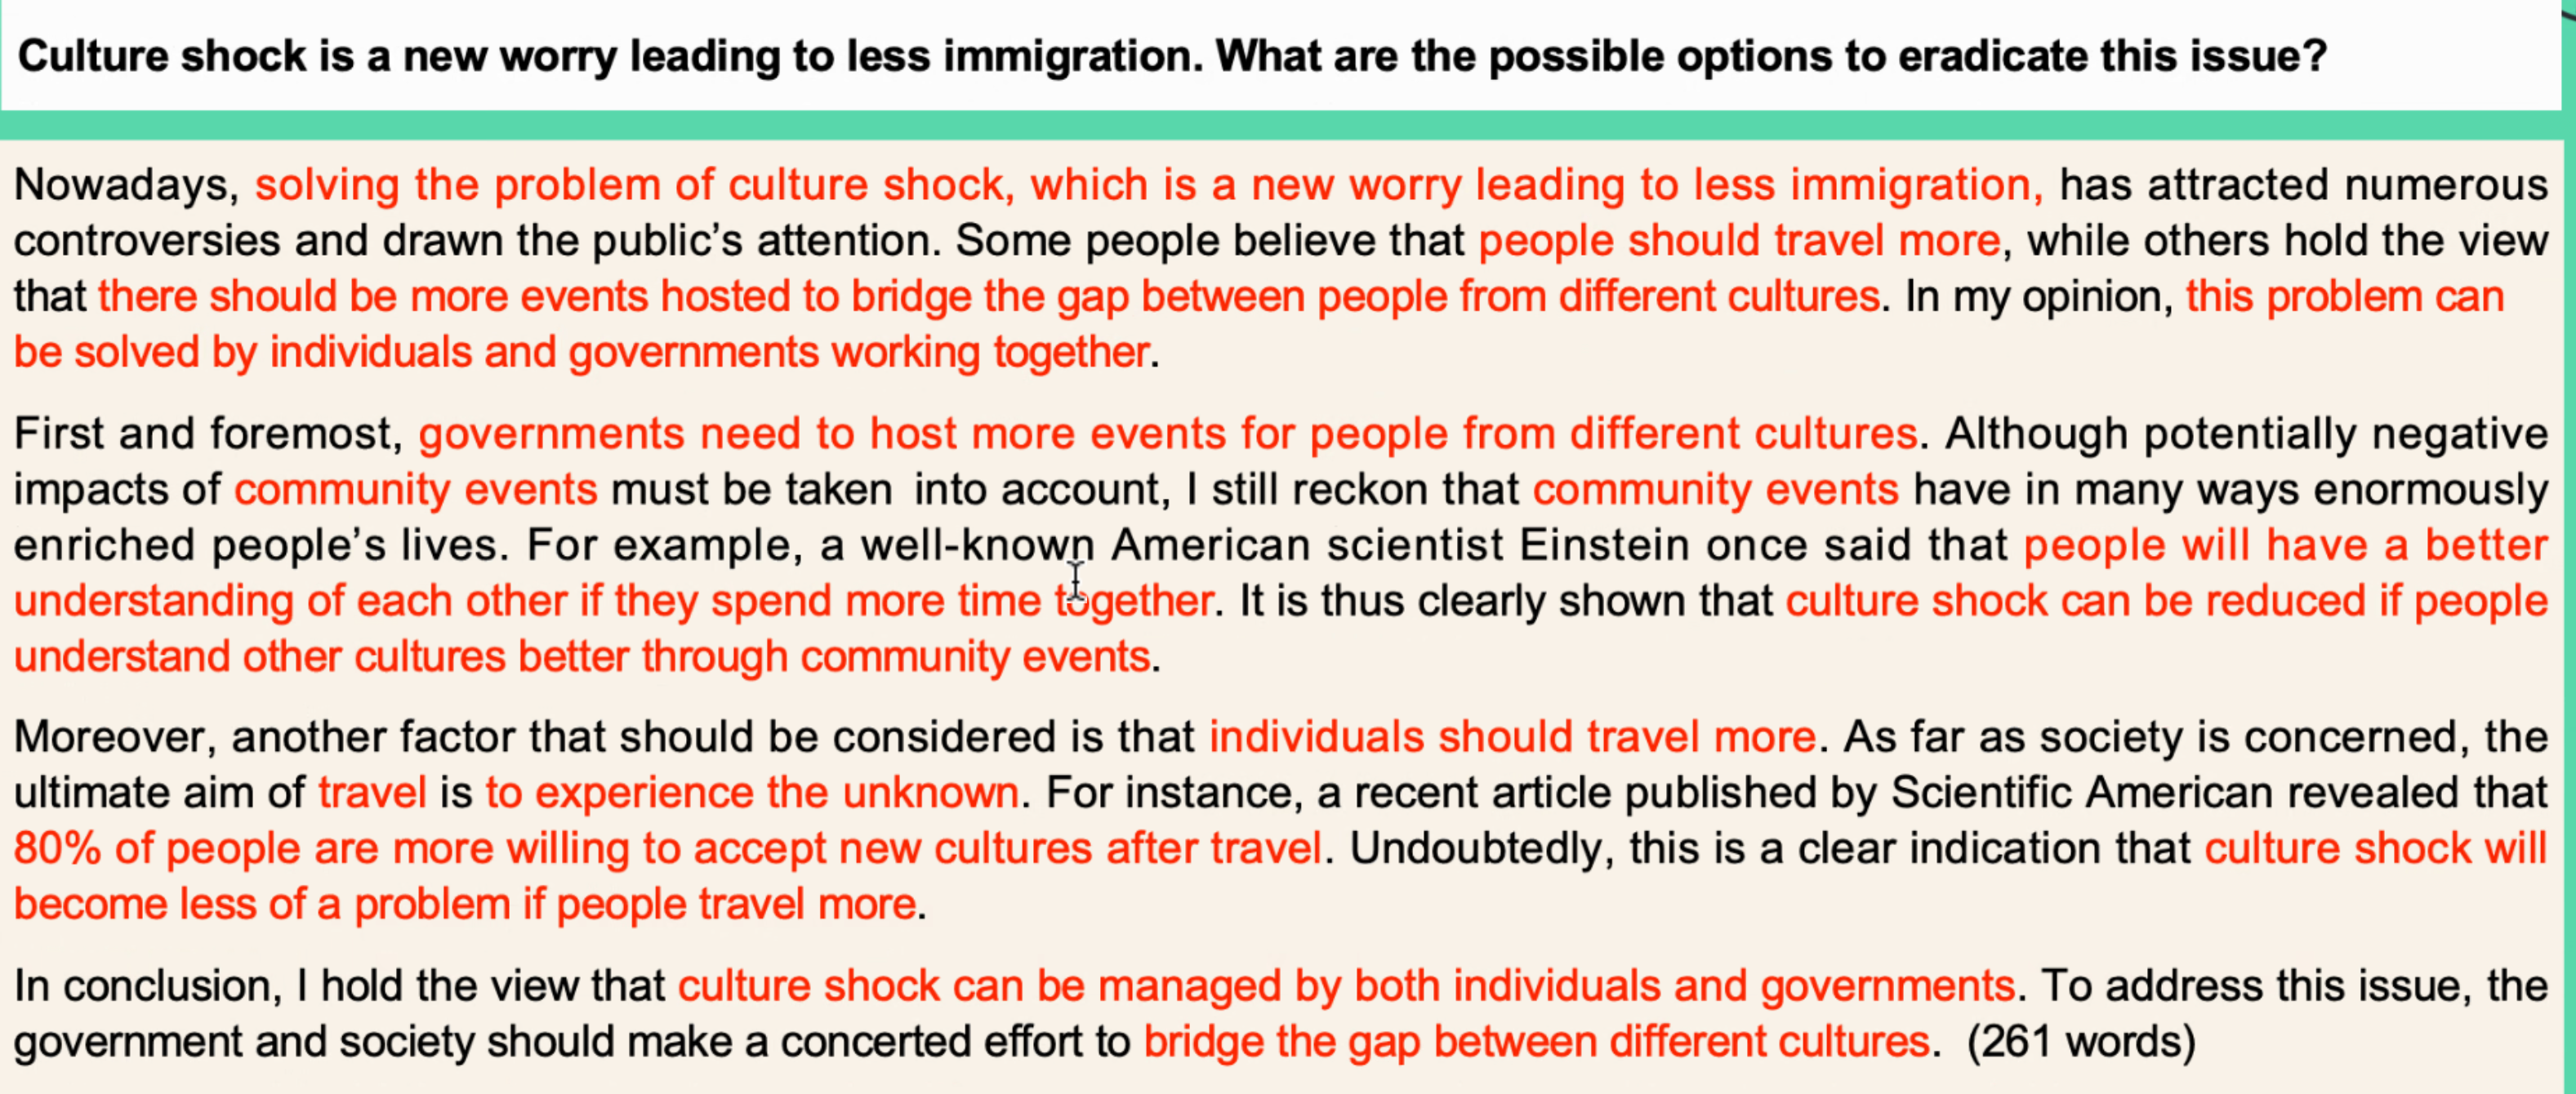 Culture shock is a new worry leading to less immigration. What are the possible options to eradicate this issue?
Nowadays, solving the problem of culture shock, which is a new worry leading to less immigration, has attracted numerous
controversies and drawn the public’s attention. Some people believe that people should travel more, while others hold the view
that there should be more events hosted to bridge the gap between people from different cultures. In my opinion, this problem can
be solved by individuals and governments working together.
First and foremost, governments need to host more events for people from different cultures. Although potentially negative
impacts of community events must be taken into account, I still reckon that community events have in many ways enormously
enriched people’s lives. For example, a well-known American scientist Einstein once said that people will have a better
understanding of each other if they spend more time together. It is thus clearly shown that culture shock can be reduced if people
understand other cultures better through community events.
Moreover, another factor that should be considered is that individuals should travel more. As far as society is concerned, the
ultimate aim of travel is to experience the unknown. For instance, a recent article published by Scientific American revealed that
80% of people are more willing to accept new cultures after travel. Undoubtedly, this is a clear indication that culture shock will
become less of a problem if people travel more.
In conclusion, I hold the view that culture shock can be managed by both individuals and governments. To address this issue, the
government and society should make a concerted effort to bridge the gap between different cultures. (261 words)